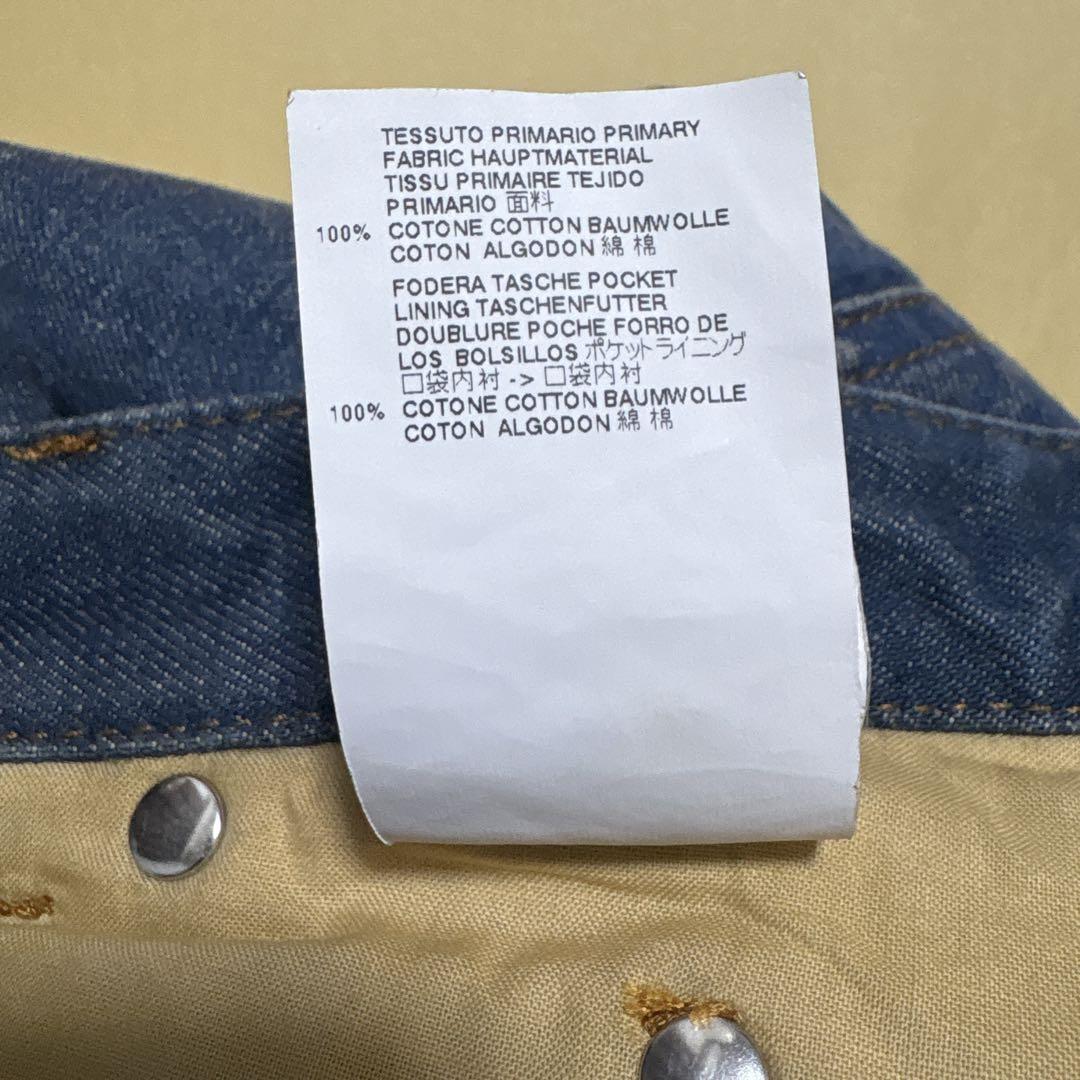 TESSUTO PRIMARIO PRIMARY
FABRIC HAUPTMATERIAL
TISSU PRIMAIRE TEJIDO
PRIMARIO 面料
100% COTONE COTTON BAUMWOLLE
COTON ALGODON 綿 棉
FODERA TASCHE POCKET
LINING TASCHENFUTTER
DOUBLURE POCHE FORRO DE
LOS BOLSILLOS ポケットライニング
口袋内衬 -> 口袋内衬
100% COTONE COTTON BAUMWOLLE
COTON ALGODON 綿 棉